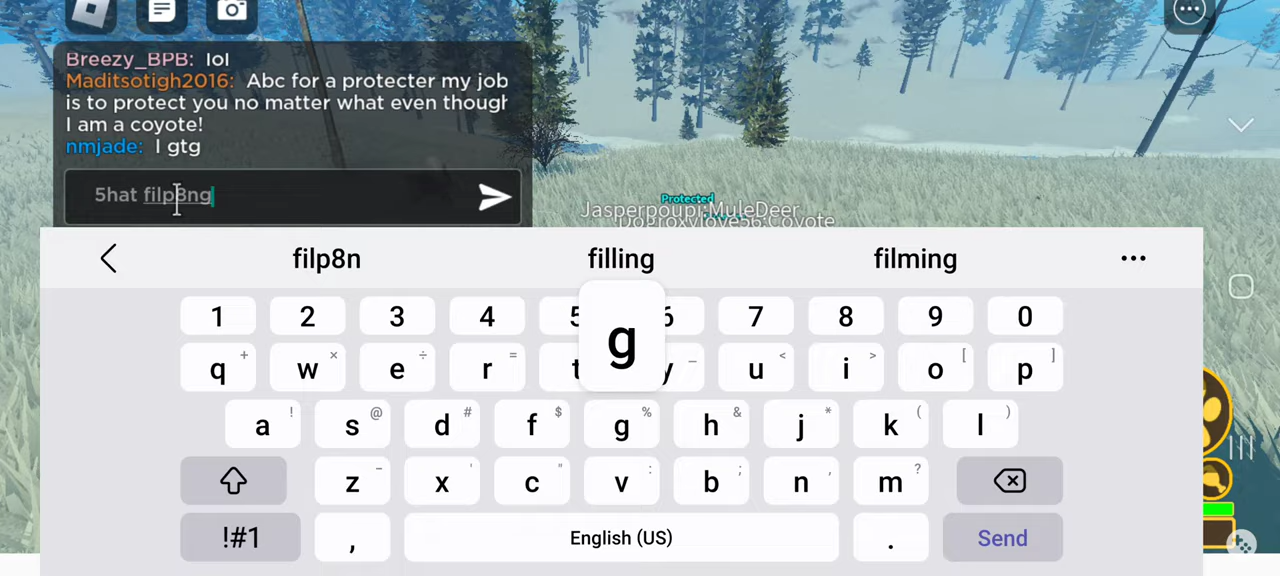 Breezy_BPB: lol
Maditsotigh2016: Abc for a protecter my job
is to protect you no matter what even though
I am a coyote!
nmjade: I gtg
5hat filp8ng
Protected
Jasperpoupi:MuleDeer
filp8n filling filming
1 2 3 4 5 6 7 8 9 0
q + w × e ÷ r = t y - u < i > o [ p ]
g
a ! s @ d # f $ g % h & j * k ( l )
z - x ' c " v : b ; n , m ?
!#1 , English (US) . Send